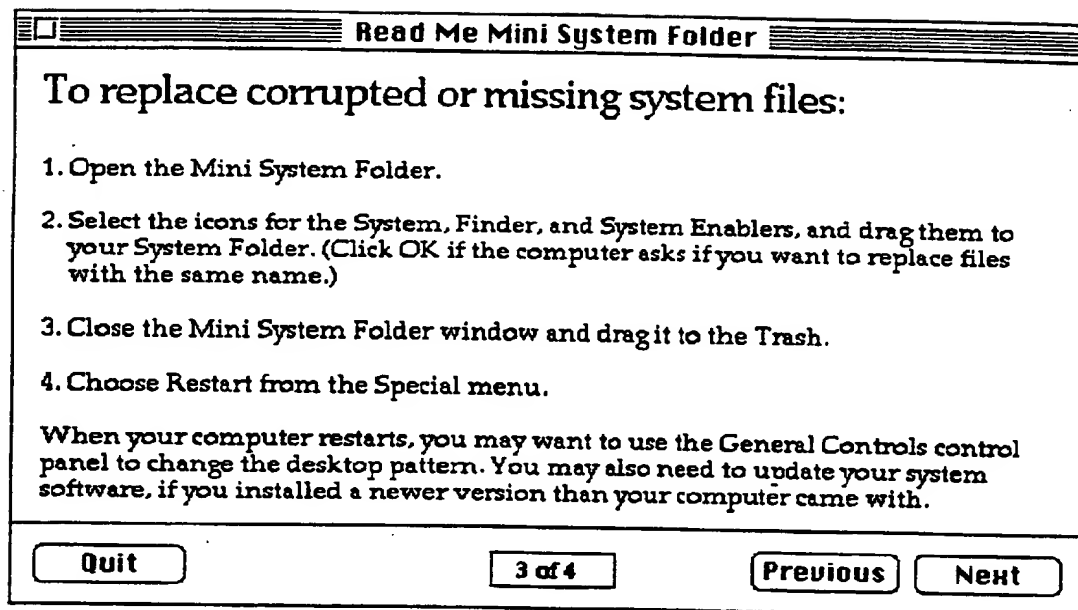 Read Me Mini System Folder
To replace corrupted or missing system files:
1. Open the Mini System Folder.
2. Select the icons for the System, Finder, and System Enablers, and drag them to
your System Folder. (Click OK if the computer asks if you want to replace files
with the same name.)
3. Close the Mini System Folder window and drag it to the Trash.
4. Choose Restart from the Special menu.
When your computer restarts, you may want to use the General Controls control
panel to change the desktop pattern. You may also need to update your system
software, if you installed a newer version than your computer came with.
Quit
3 of 4
Previous
Next